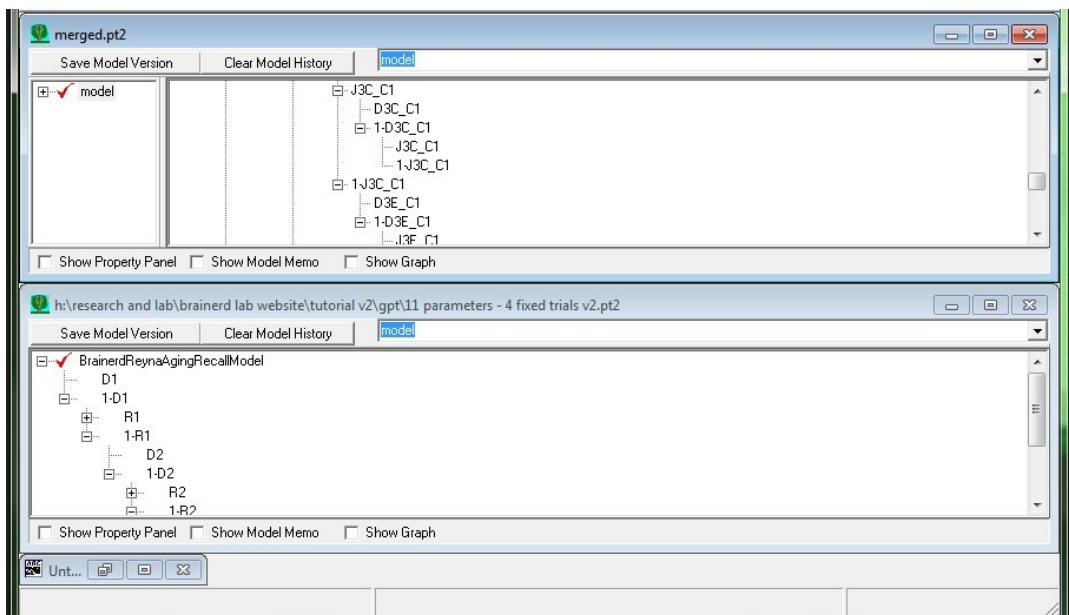 merged.pt2
Save Model Version Clear Model History model
model
J3C_C1
D3C_C1
1-D3C_C1
J3C_C1
1-J3C_C1
1-J3C_C1
D3E_C1
1-D3E_C1
J3E_C1
Show Property Panel Show Model Memo Show Graph
h:\research and lab\brainerd lab website\tutorial v2\gpt\11 parameters - 4 fixed trials v2.pt2
Save Model Version Clear Model History model
BrainerdReynaAgingRecallModel
D1
1-D1
R1
1-R1
D2
1-D2
R2
1-R2
Show Property Panel Show Model Memo Show Graph
Unt...